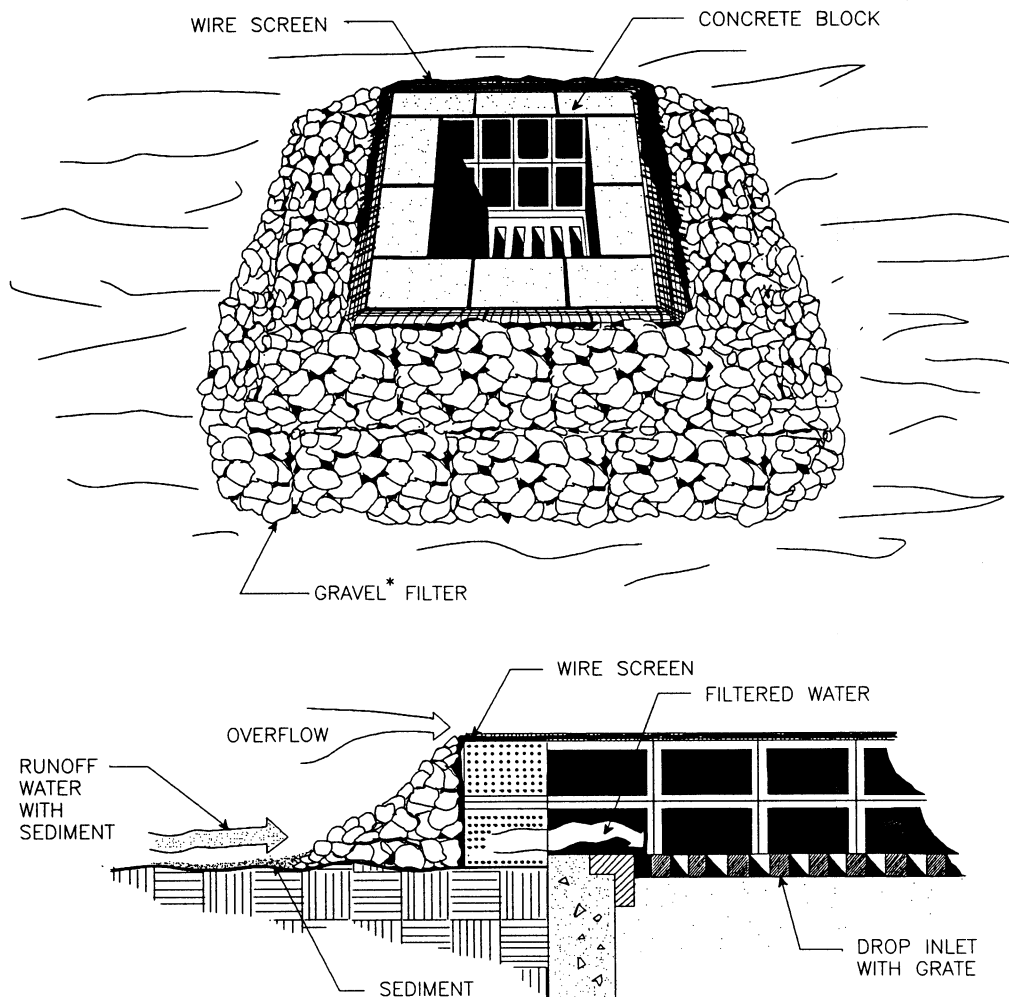 WIRE SCREEN
CONCRETE BLOCK
GRAVEL* FILTER
WIRE SCREEN
FILTERED WATER
OVERFLOW
RUNOFF
WATER
WITH
SEDIMENT
DROP INLET
WITH GRATE
SEDIMENT